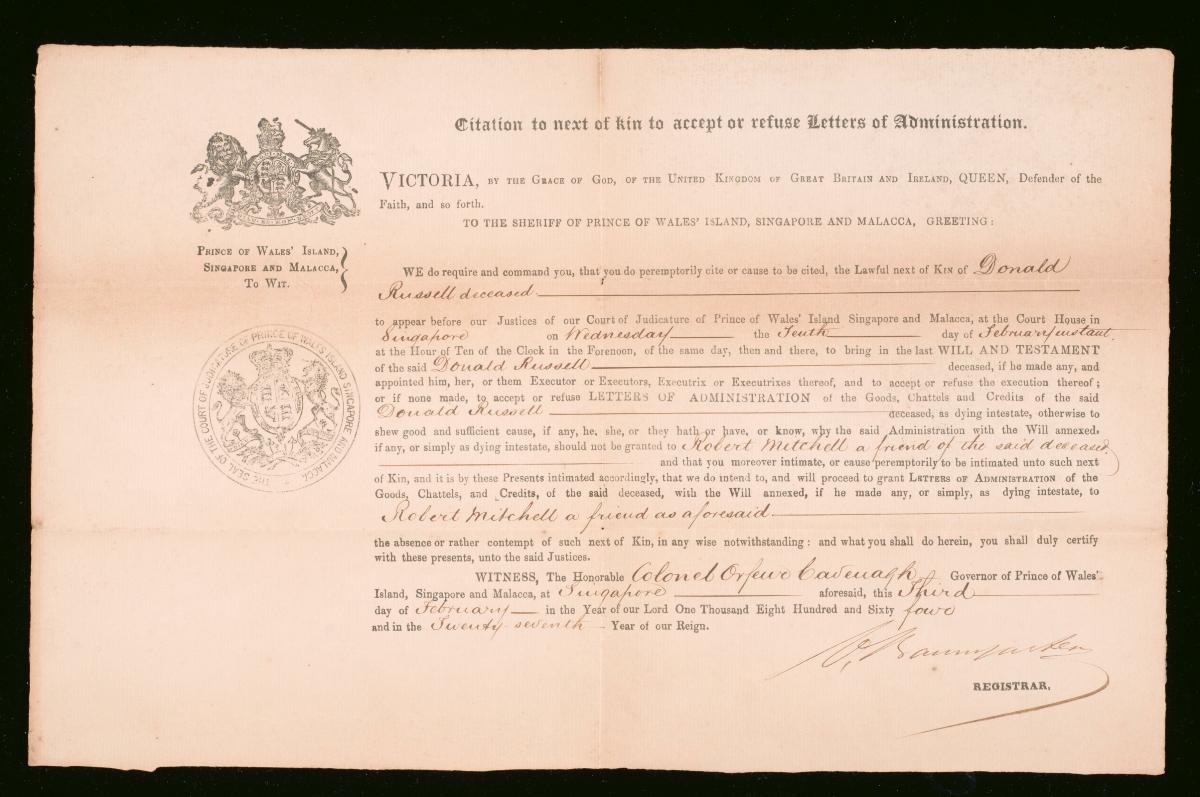 Citation to next of kin to accept or refuse Letters of Administration.
VICTORIA, BY THE GRACE OF GOD, OF THE UNITED KINGDOM OF GREAT BRITAIN AND IRELAND, QUEEN, Defender of the
Faith, and so forth.
TO THE SHERIFF OF PRINCE OF WALES' ISLAND, SINGAPORE AND MALACCA, GREETING:
PRINCE OF WALES' ISLAND,
SINGAPORE AND MALACCA,
TO WIT.
WE do require and command you, that you do peremptorily cite or cause to be cited, the Lawful next of KIN of Donald
Russell deceased
to appear before our Justices of our Court of Judicature of Prince of Wales' Island Singapore and Malacca, at the Court House in
Singapore on Wednesday the Tenth day of February instant
at the Hour of Ten of the Clock in the Forenoon, of the same day, then and there, to bring in the last WILL AND TESTAMENT
of the said Donald Russell deceased, if he made any, and
appointed him, her, or them Executor or Executors, Executrix or Executrixes thereof, and to accept or refuse the execution thereof;
or if none made, to accept or refuse LETTERS OF ADMINISTRATION of the Goods, Chattels and Credits of the said
Donald Russell deceased, as dying intestate, otherwise to
shew good and sufficient cause, if any, he, she, or they hath or have, or know, why the said Administration with the Will annexed,
if any, or simply as dying intestate, should not be granted to Robert Mitchell a friend of the said deceased
and that you moreover intimate, or cause peremptorily to be intimated unto such next
of Kin, and it is by these Presents intimated accordingly, that we do intend to, and will proceed to grant LETTERS OF ADMINISTRATION of the
Goods, Chattels, and Credits, of the said deceased, with the Will annexed, if he made any, or simply, as dying intestate, to
Robert Mitchell a friend as aforesaid
the absence or rather contempt of such next of Kin, in any wise notwithstanding: and what you shall do herein, you shall duly certify
with these presents, unto the said Justices.
WITNESS, The Honorable Colonel Orfeur Cavenagh Governor of Prince of Wales'
Island, Singapore and Malacca, at Singapore aforesaid, this Third
day of February in the Year of our Lord One Thousand Eight Hundred and Sixty four
and in the Twenty-seventh Year of our Reign.
REGISTRAR.
THE SEAL OF THE COURT OF JUDICATURE OF PRINCE OF WALES ISLAND SINGAPORE AND MALACCA